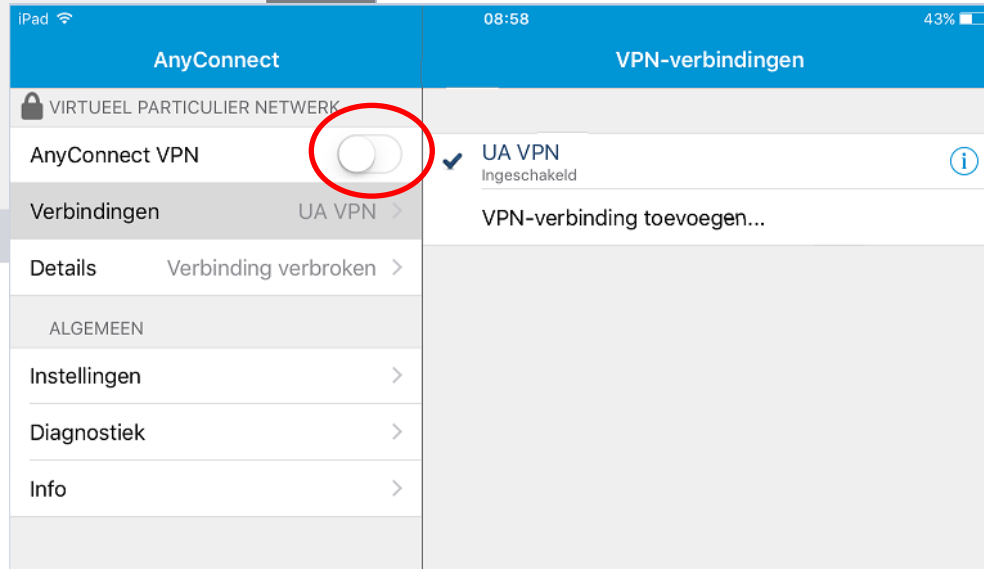 iPad 08:58 43%
AnyConnect
VIRTUEEL PARTICULIER NETWERK
AnyConnect VPN
Verbindingen UA VPN
Details Verbinding verbroken
ALGEMEEN
Instellingen
Diagnostiek
Info
VPN-verbindingen
UA VPN
Ingeschakeld
VPN-verbinding toevoegen...